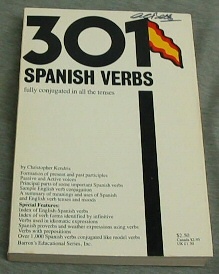 301
SPANISH VERBS
fully conjugated in all the tenses
by Christopher Kendris
Formation of present and past participles
Passive and Active voices
Principal parts of some important Spanish verbs
Sample English verb conjugation
A summary of meanings and uses of Spanish
and English verb tenses and moods
Special Features:
Index of English-Spanish verbs
Index of verb forms identified by infinitive
Verbs used in idiomatic expressions
Spanish proverbs and weather expressions using verbs
Verbs with prepositions
Over 1,000 Spanish verbs conjugated like model verbs
Barron's Educational Series, Inc.
$2.50
Canada